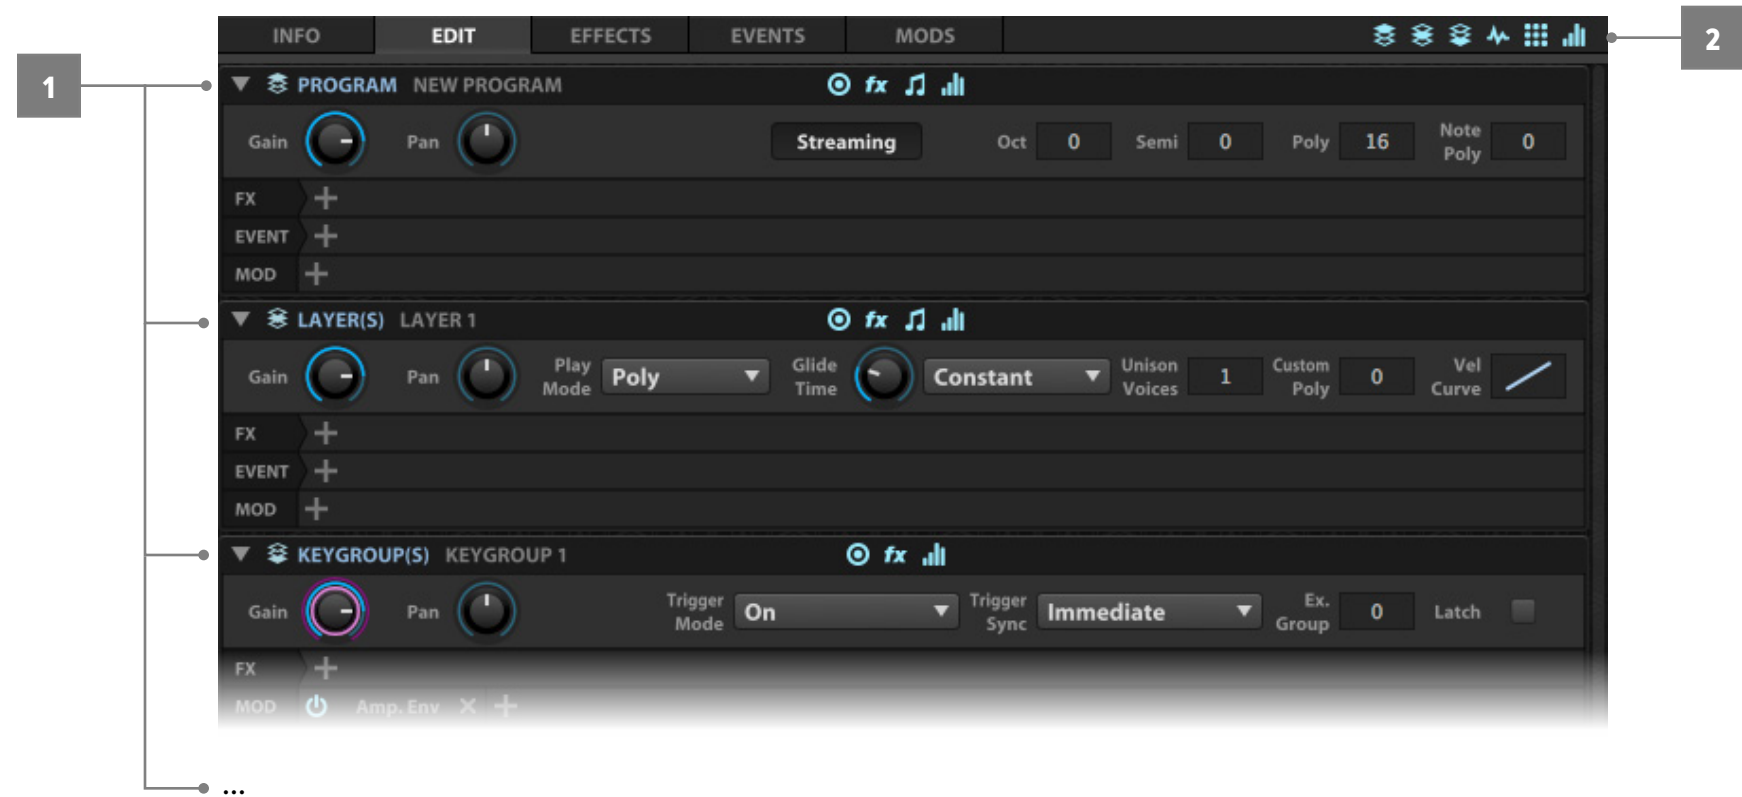 INFO EDIT EFFECTS EVENTS MODS
2
1
PROGRAM NEW PROGRAM fx
Gain Pan Streaming Oct 0 Semi 0 Poly 16 Note Poly 0
FX
EVENT
MOD
LAYER(S) LAYER 1 fx
Gain Pan Play Mode Poly Glide Time Constant Unison Voices 1 Custom Poly 0 Vel Curve
FX
EVENT
MOD
KEYGROUP(S) KEYGROUP 1 fx
Gain Pan Trigger Mode On Trigger Sync Immediate Ex. Group 0 Latch
FX
MOD Amp. Env
...